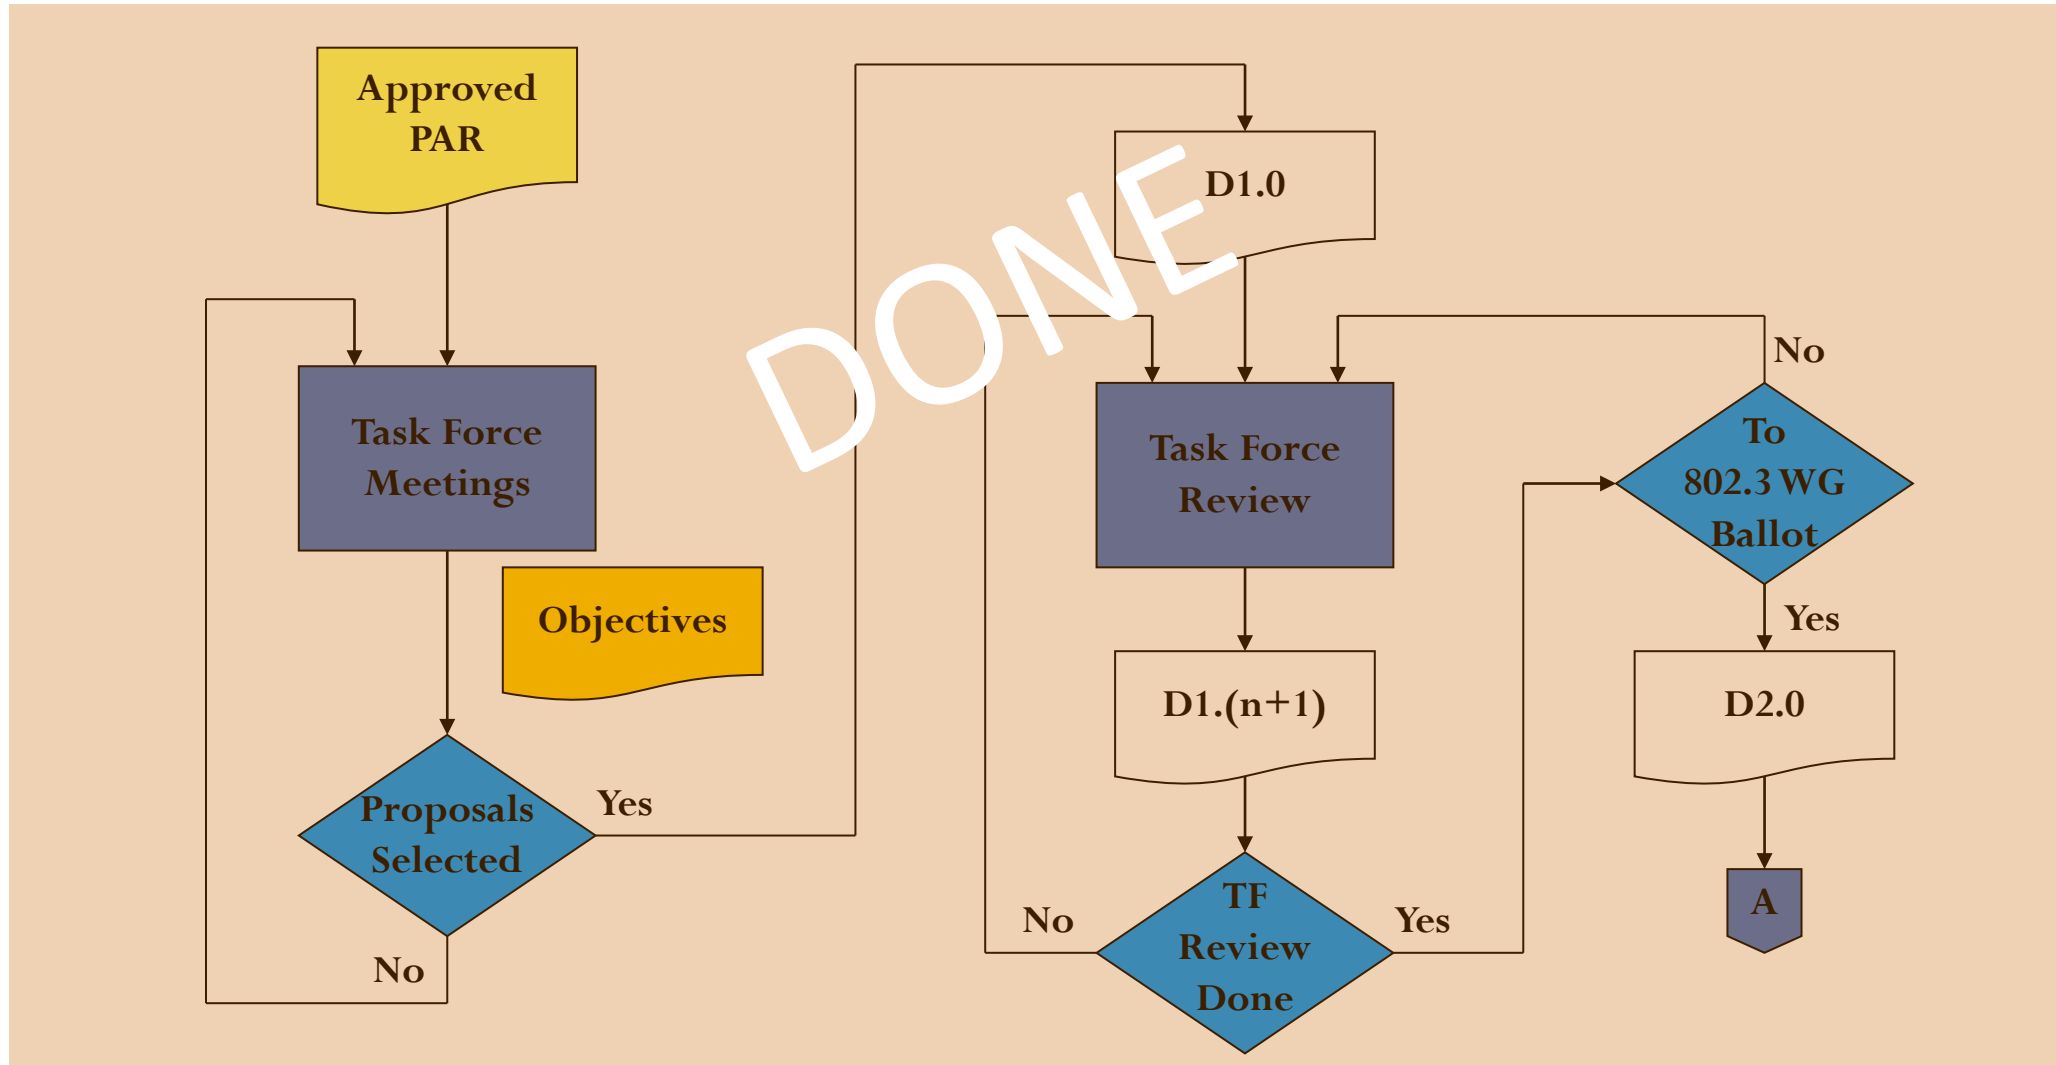 Approved
PAR
Task Force
Meetings
Objectives
Proposals
Selected
Yes
No
DONE
D1.0
Task Force
Review
D1.(n+1)
TF
Review
Done
No
Yes
To
802.3 WG
Ballot
No
Yes
D2.0
A